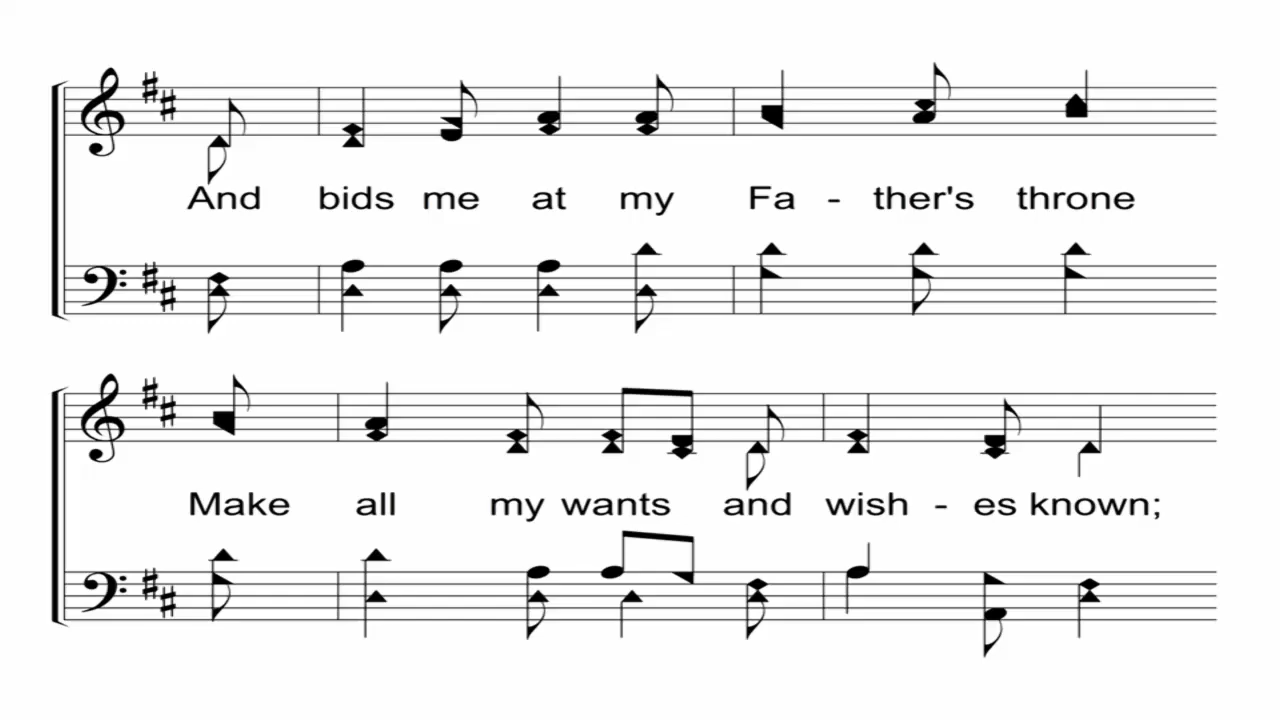 And bids me at my Fa - ther's throne
Make all my wants and wish - es known;